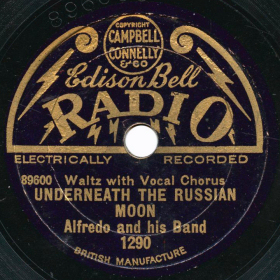 COPYRIGHT
CAMPBELL
CONNELLY
& CO
Edison Bell
RADIO
ELECTRICALLY RECORDED
89600 Waltz with Vocal Chorus
UNDERNEATH THE RUSSIAN
MOON
Alfredo and his Band
1290
BRITISH MANUFACTURE